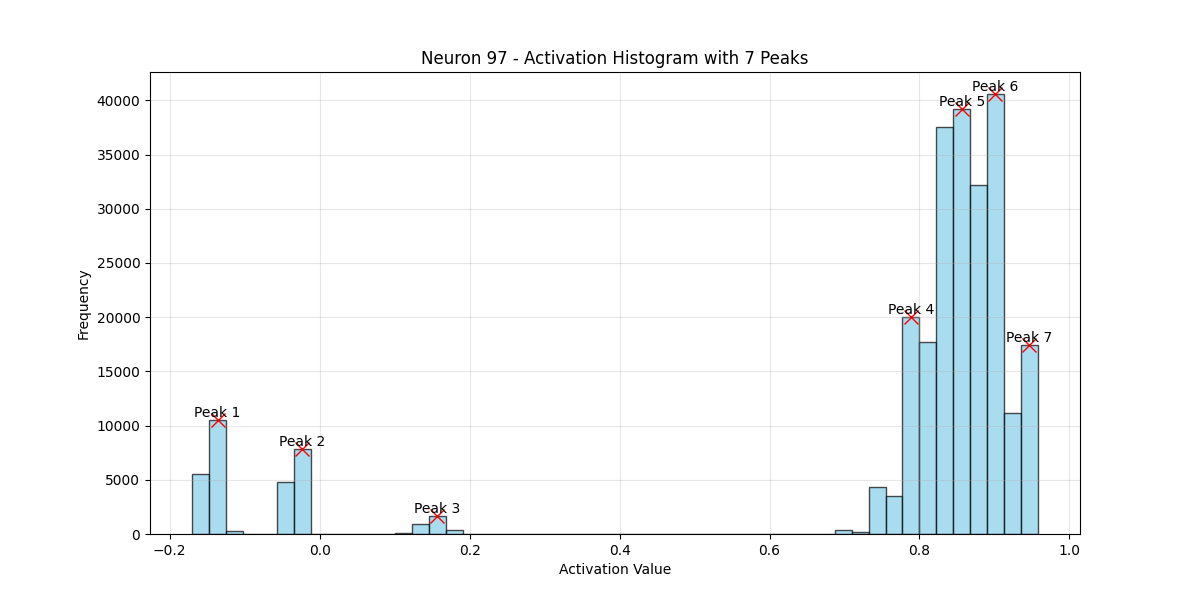 Neuron 97 - Activation Histogram with 7 Peaks
Frequency
40000
35000
30000
25000
20000
15000
10000
5000
0
Peak 1
Peak 2
Peak 3
Peak 4
Peak 5
Peak 6
Peak 7
−0.2 0.0 0.2 0.4 0.6 0.8 1.0
Activation Value